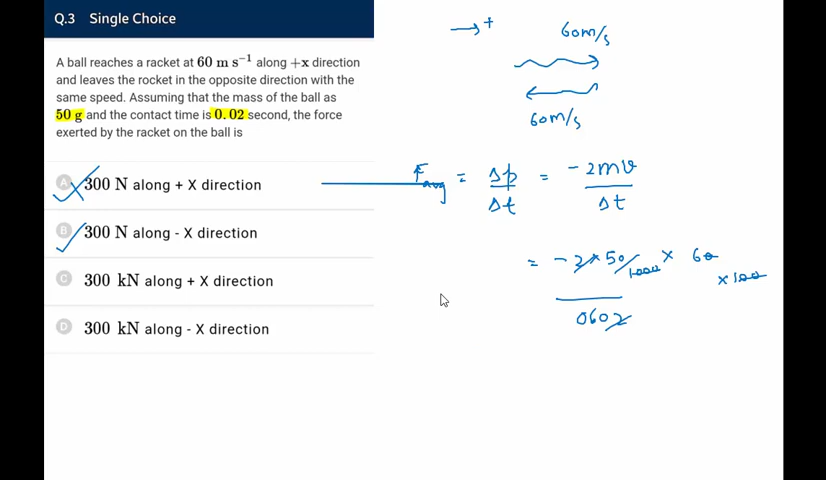 Q.3 Single Choice
A ball reaches a racket at 60 m s⁻¹ along +x direction
and leaves the rocket in the opposite direction with the
same speed. Assuming that the mass of the ball as
50 g and the contact time is 0.02 second, the force
exerted by the racket on the ball is
A 300 N along + X direction
B 300 N along - X direction
C 300 kN along + X direction
D 300 kN along - X direction
→ +
60m/s
60m/s
Favg = Δp/Δt = -2mv/Δt
= -2×50/1000 × 60
×100
0602